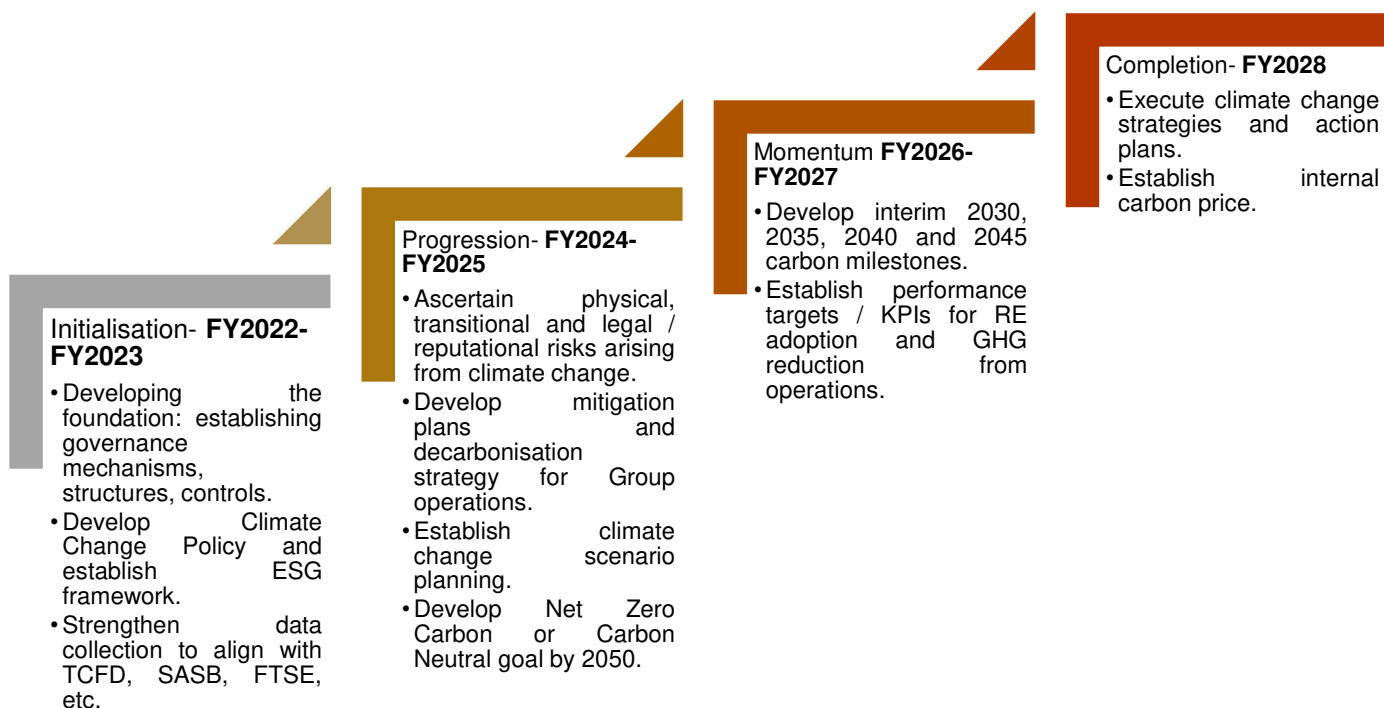 Initialisation- FY2022-
FY2023
•Developing the
foundation: establishing
governance
mechanisms,
structures, controls.
•Develop Climate
Change Policy and
establish ESG
framework.
•Strengthen data
collection to align with
TCFD, SASB, FTSE,
etc.
Progression- FY2024-
FY2025
•Ascertain physical,
transitional and legal /
reputational risks arising
from climate change.
•Develop mitigation
plans and
decarbonisation
strategy for Group
operations.
•Establish climate
change scenario
planning.
•Develop Net Zero
Carbon or Carbon
Neutral goal by 2050.
Momentum FY2026-
FY2027
•Develop interim 2030,
2035, 2040 and 2045
carbon milestones.
•Establish performance
targets / KPIs for RE
adoption and GHG
reduction from
operations.
Completion- FY2028
•Execute climate change
strategies and action
plans.
•Establish internal
carbon price.